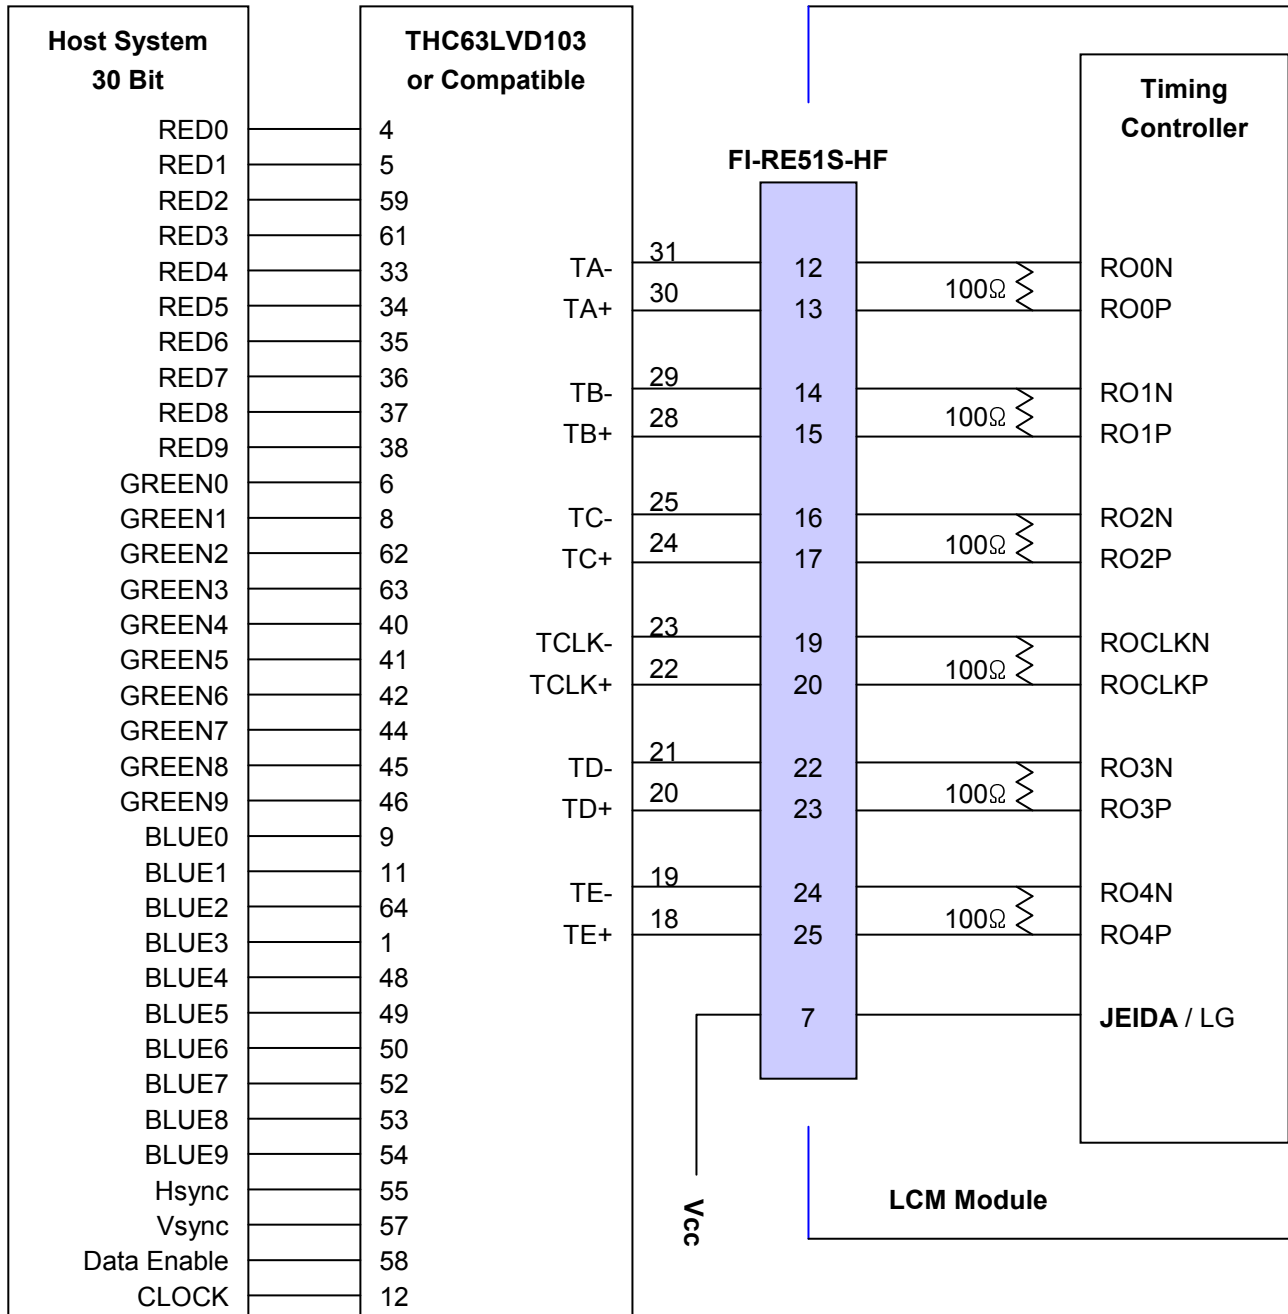 Host System
30 Bit
RED0
RED1
RED2
RED3
RED4
RED5
RED6
RED7
RED8
RED9
GREEN0
GREEN1
GREEN2
GREEN3
GREEN4
GREEN5
GREEN6
GREEN7
GREEN8
GREEN9
BLUE0
BLUE1
BLUE2
BLUE3
BLUE4
BLUE5
BLUE6
BLUE7
BLUE8
BLUE9
Hsync
Vsync
Data Enable
CLOCK
THC63LVD103
or Compatible
4
5
59
61
33
34
35
36
37
38
6
8
62
63
40
41
42
44
45
46
9
11
64
1
48
49
50
52
53
54
55
57
58
12
TA-
TA+
TB-
TB+
TC-
TC+
TCLK-
TCLK+
TD-
TD+
TE-
TE+
31
30
29
28
25
24
23
22
21
20
19
18
FI-RE51S-HF
12
13
14
15
16
17
19
20
22
23
24
25
7
Vcc
100Ω
100Ω
100Ω
100Ω
100Ω
100Ω
Timing
Controller
RO0N
RO0P
RO1N
RO1P
RO2N
RO2P
ROCLKN
ROCLKP
RO3N
RO3P
RO4N
RO4P
JEIDA / LG
LCM Module